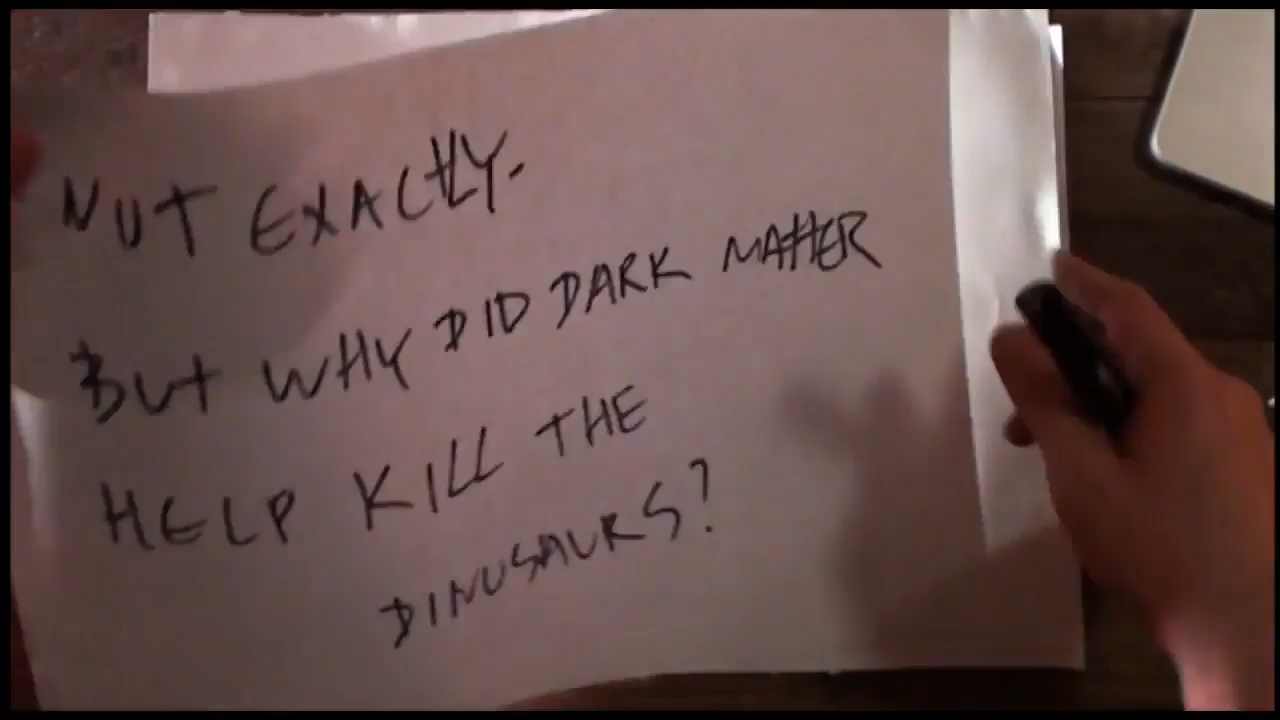 NOT EXACTLY.
BUT WHY DID DARK MATTER
HELP KILL THE
DINOSAURS?